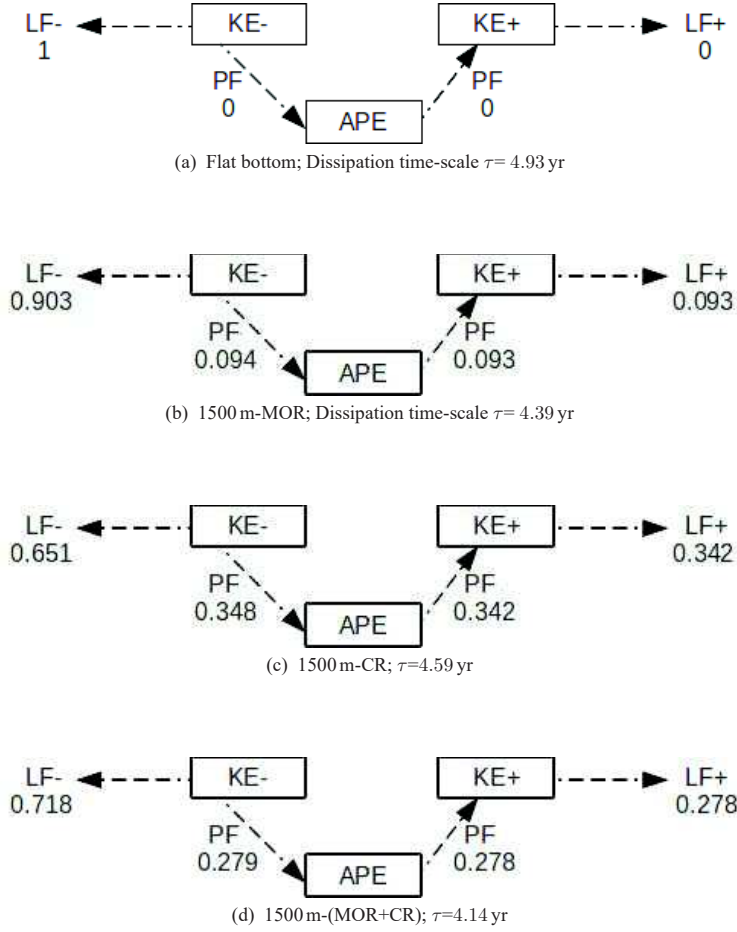 LF- KE- KE+ LF+
1 0
PF PF
0 0
APE
(a) Flat bottom; Dissipation time-scale τ= 4.93 yr
LF- KE- KE+ LF+
0.903 0.093
PF PF
0.094 0.093
APE
(b) 1500 m-MOR; Dissipation time-scale τ= 4.39 yr
LF- KE- KE+ LF+
0.651 0.342
PF PF
0.348 0.342
APE
(c) 1500 m-CR; τ=4.59 yr
LF- KE- KE+ LF+
0.718 0.278
PF PF
0.279 0.278
APE
(d) 1500 m-(MOR+CR); τ=4.14 yr